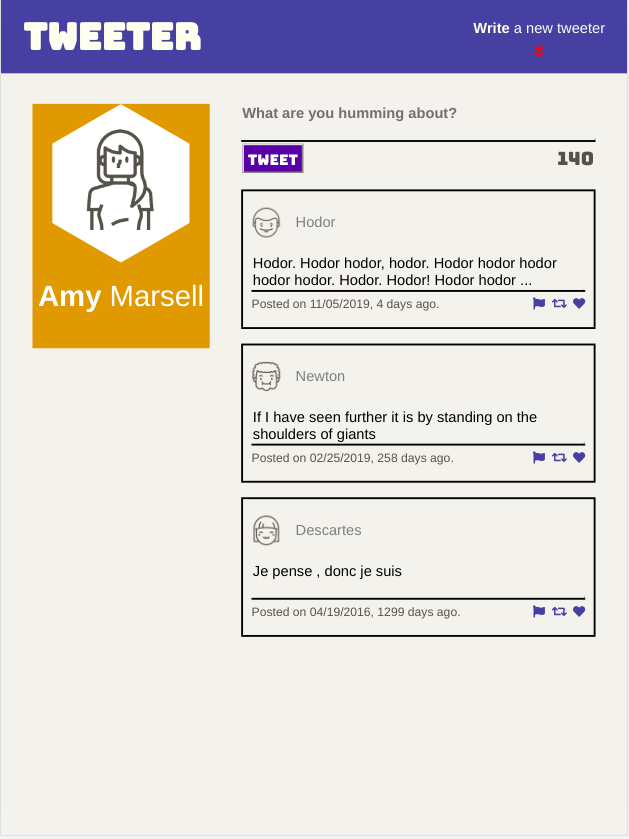 TWEETER
Write a new tweeter
Amy Marsell
What are you humming about?
TWEET
140
Hodor
Hodor. Hodor hodor, hodor. Hodor hodor hodor
hodor hodor. Hodor. Hodor! Hodor hodor ...
Posted on 11/05/2019, 4 days ago.
Newton
If I have seen further it is by standing on the
shoulders of giants
Posted on 02/25/2019, 258 days ago.
Descartes
Je pense , donc je suis
Posted on 04/19/2016, 1299 days ago.